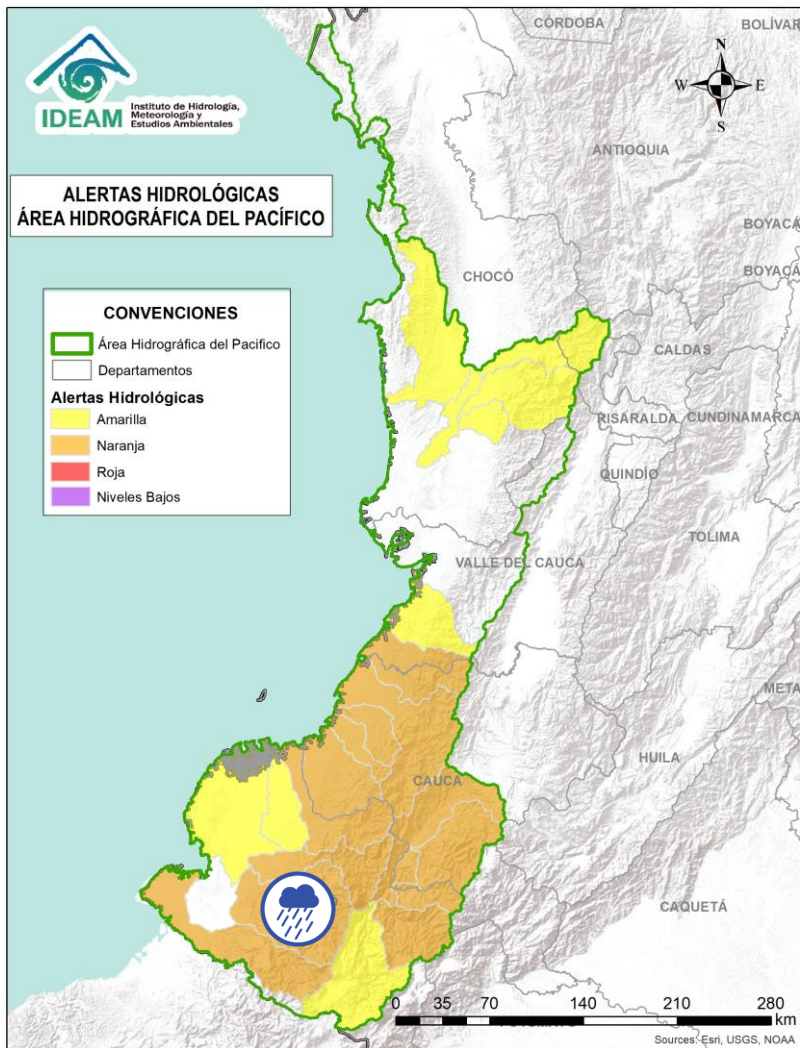 IDEAM
Instituto de Hidrología,
Meteorología y
Estudios Ambientales
ALERTAS HIDROLÓGICAS
ÁREA HIDROGRÁFICA DEL PACÍFICO
CONVENCIONES
Área Hidrográfica del Pacifico
Departamentos
Alertas Hidrológicas
Amarilla
Naranja
Roja
Niveles Bajos
CÓRDOBA
BOLÍVAR
N
W E
S
ANTIOQUIA
BOYACÁ
CHOCÓ
BOYACÁ
CALDAS
RISARALDA
CUNDINAMARCA
QUINDÍO
TOLIMA
VALLE DEL CAUCA
META
HUILA
CAUCA
CAQUETÁ
0 35 70 140 210 280
km
Sources: Esri, USGS, NOAA